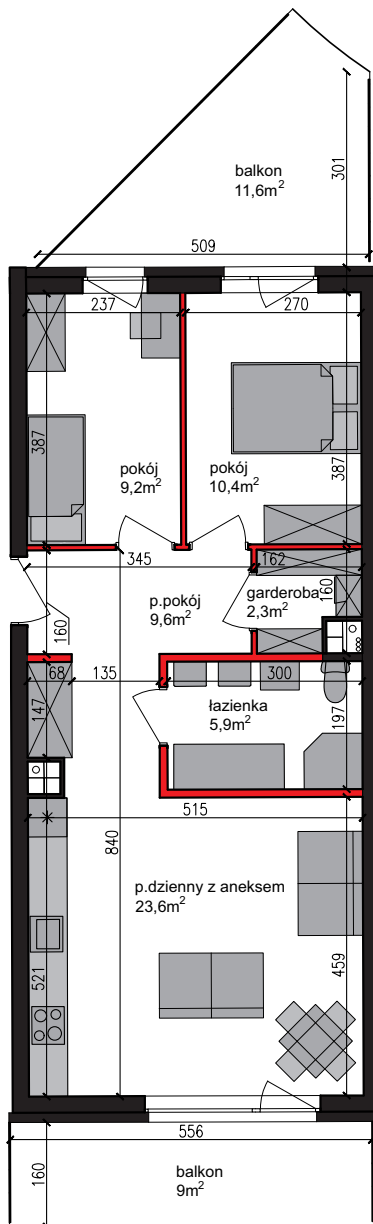 balkon
11,6m²
301
509
237
270
387
387
pokój
9,2m²
pokój
10,4m²
345
162
160
garderoba
2,3m²
p.pokój
9,6m²
160
68
135
300
147
łazienka
5,9m²
197
515
840
p.dzienny z aneksem
23,6m²
521
459
556
160
balkon
9m²